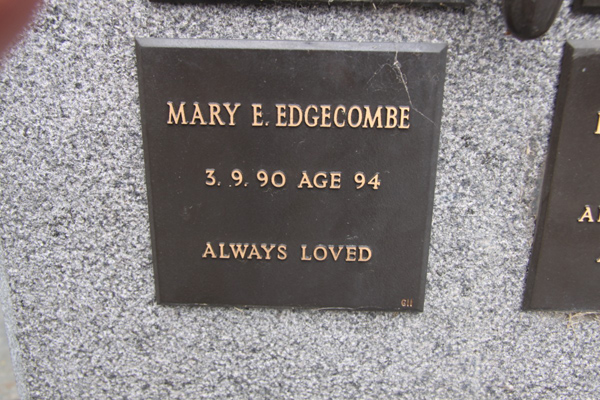 MARY E. EDGECOMBE
3. 9. 90 AGE 94
ALWAYS LOVED
G11